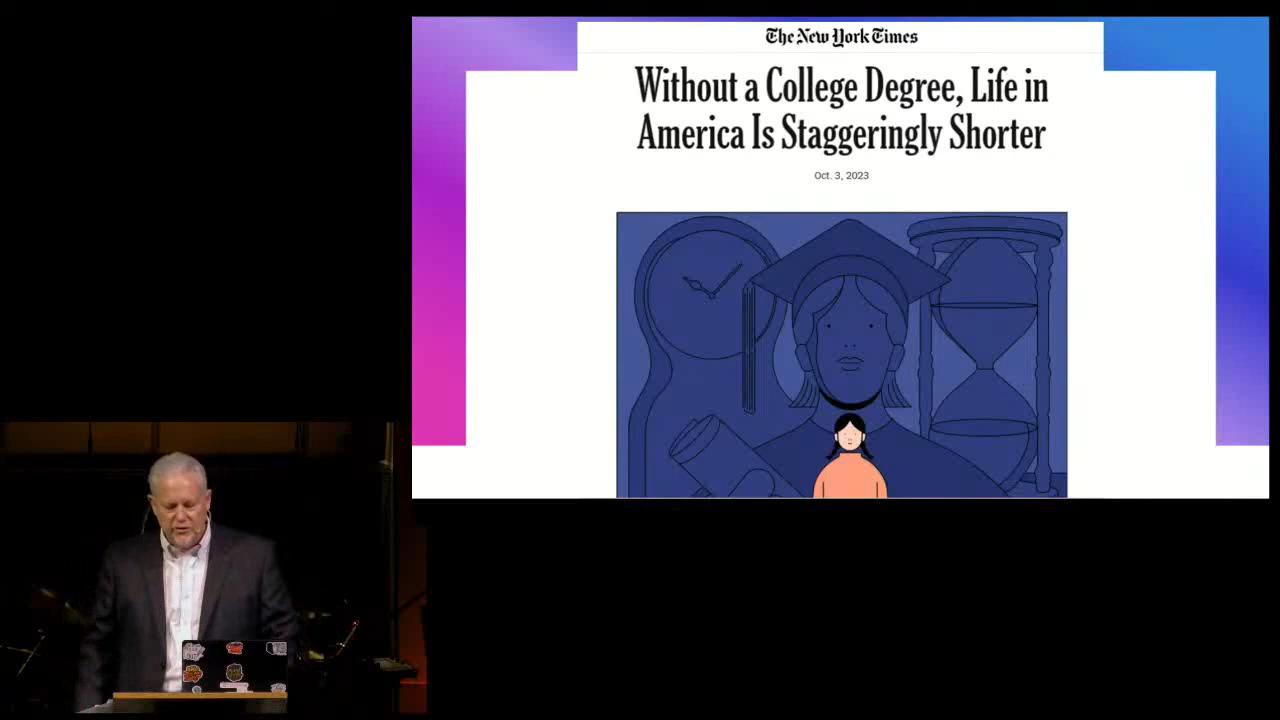 The New York Times
Without a College Degree, Life in
America Is Staggeringly Shorter
Oct. 3, 2023